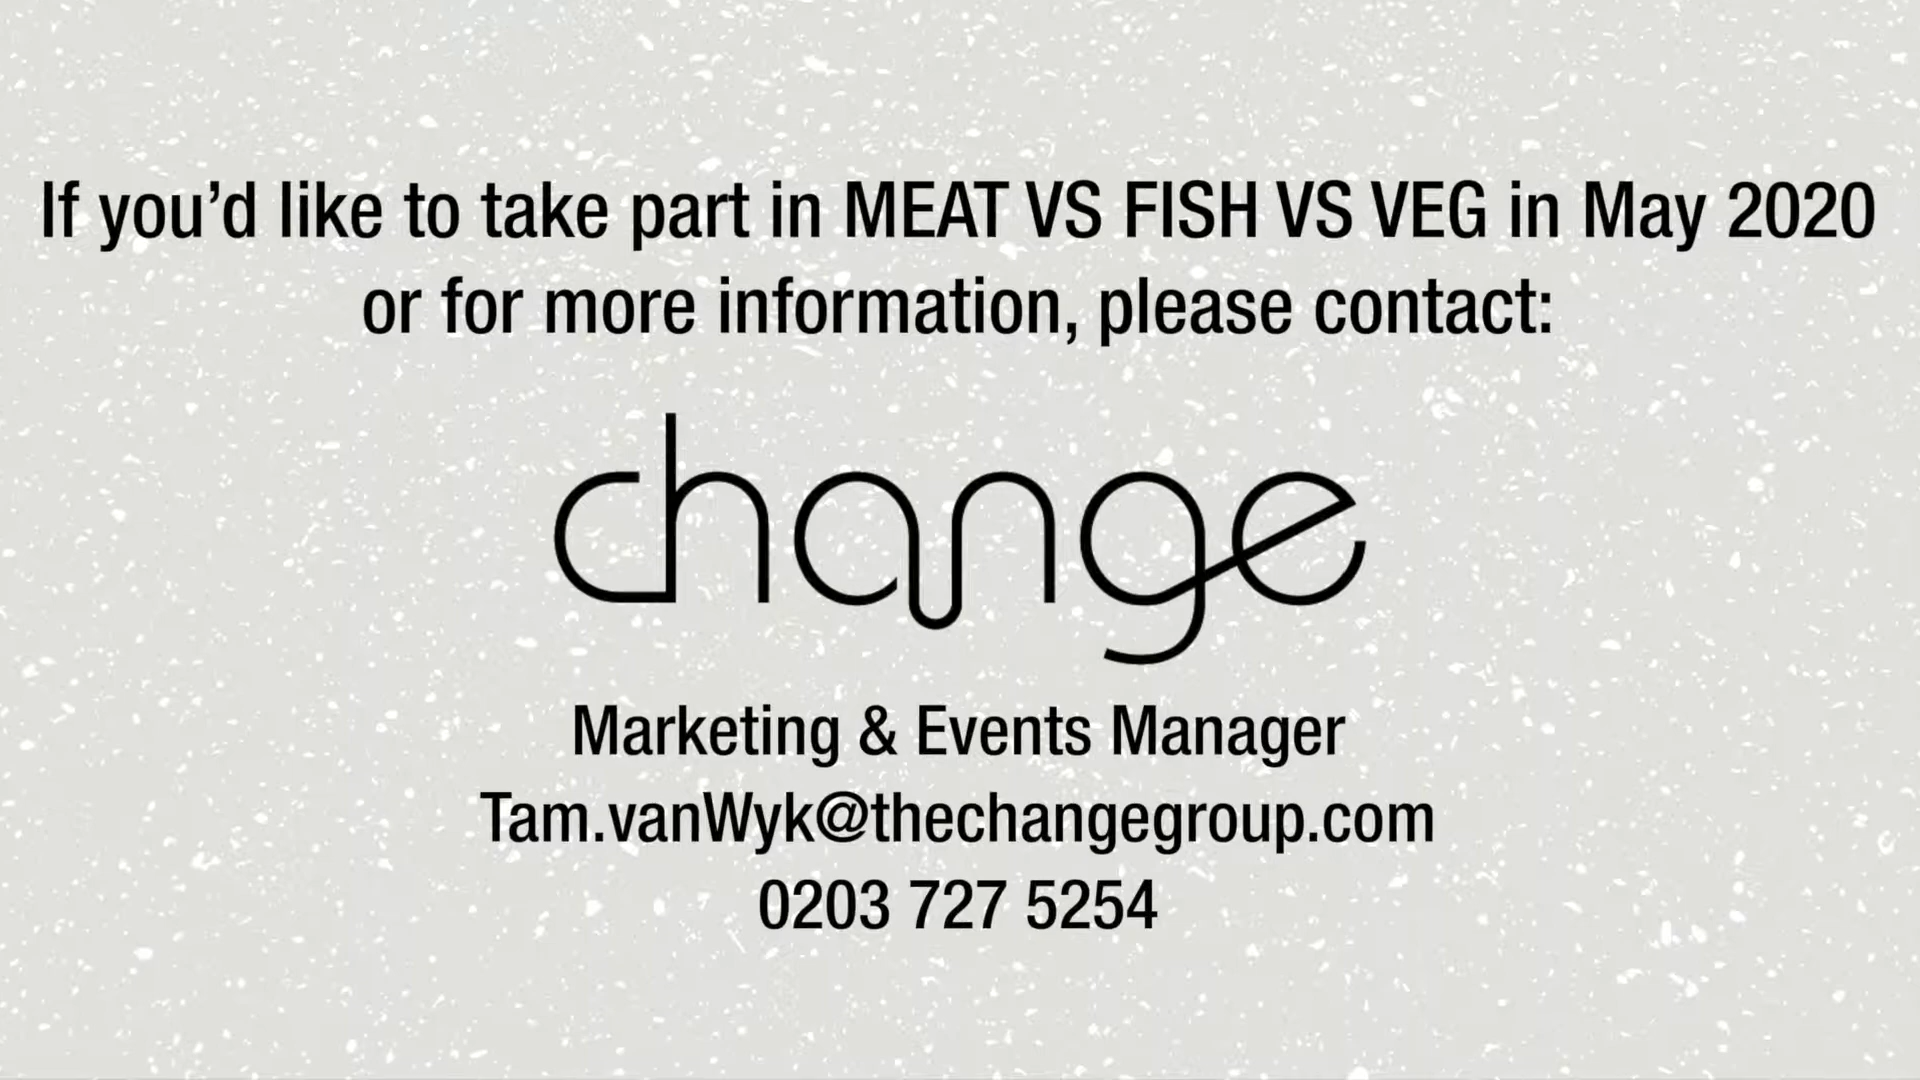 If you’d like to take part in MEAT VS FISH VS VEG in May 2020
or for more information, please contact:
change
Marketing & Events Manager
Tam.vanWyk@thechangegroup.com
0203 727 5254